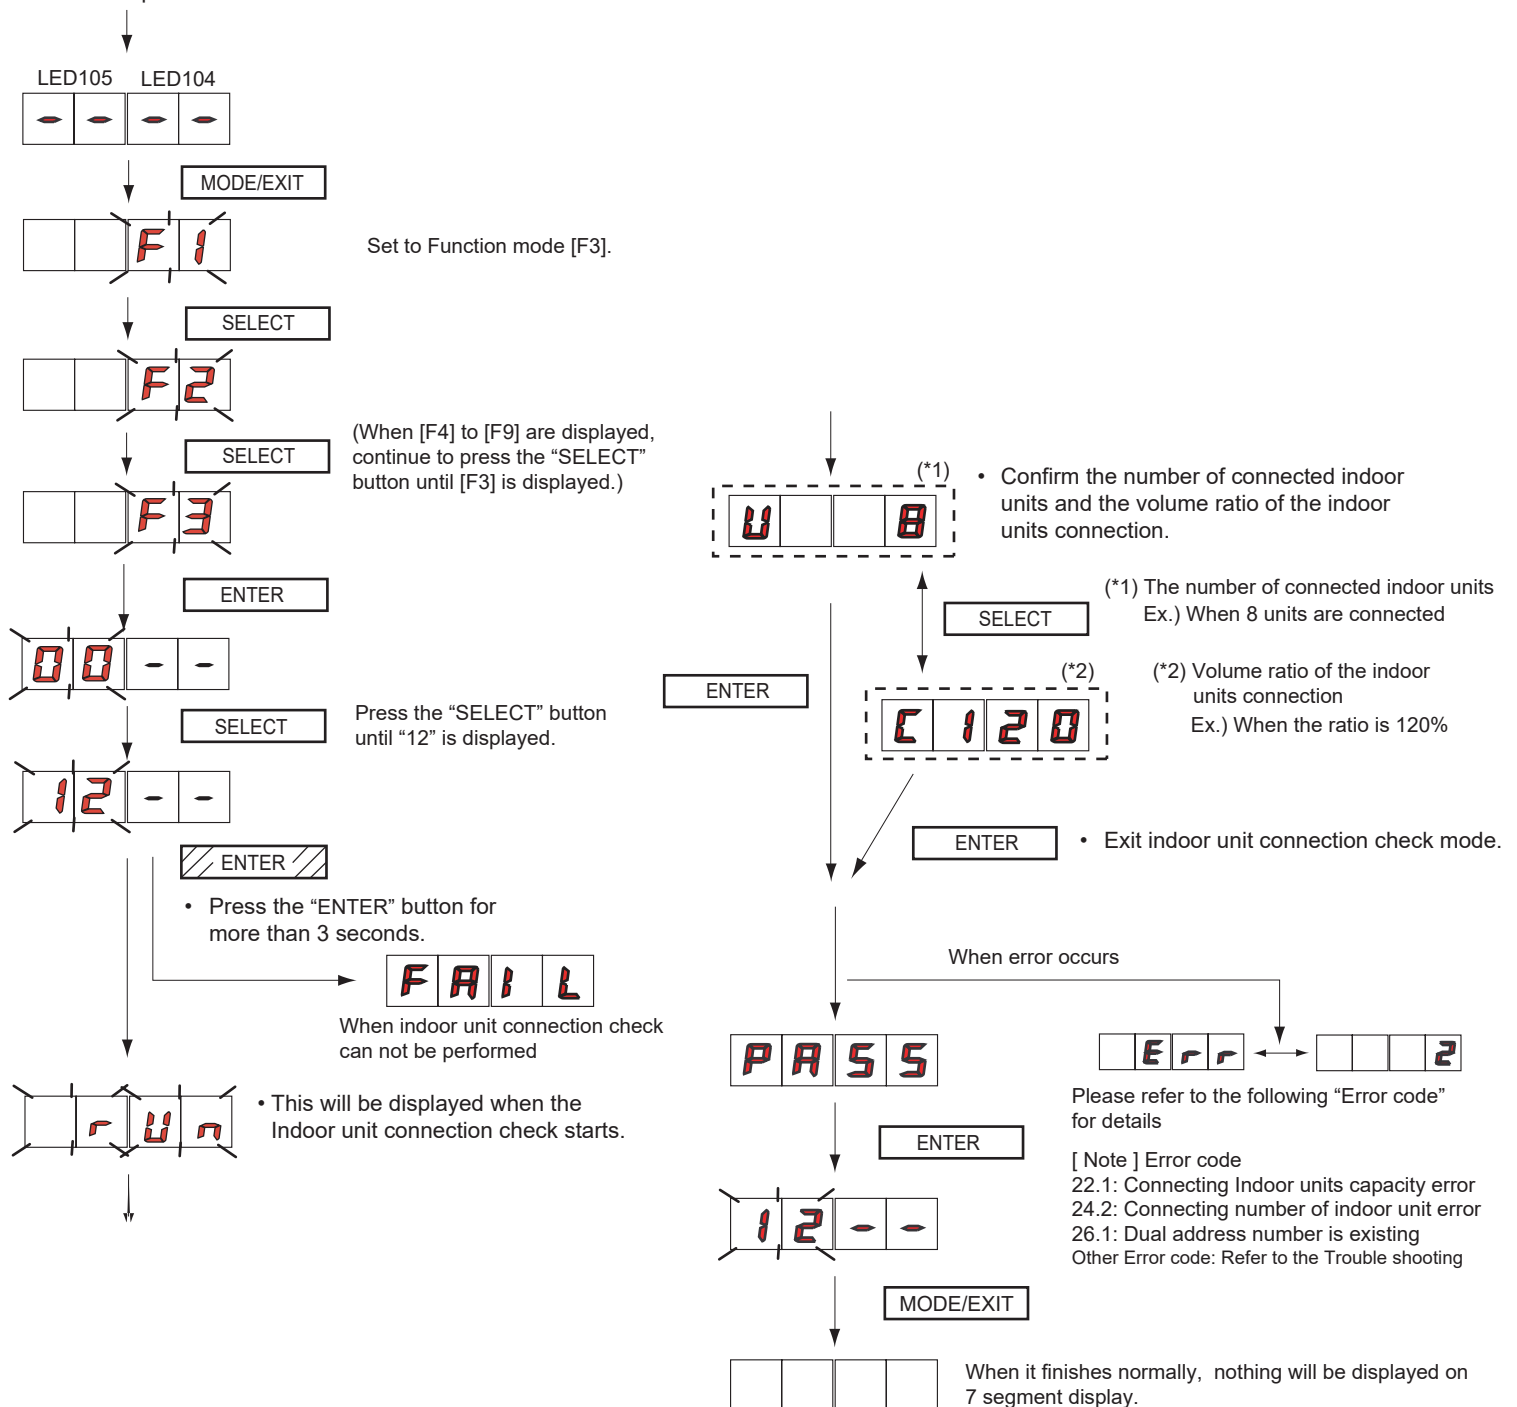 LED105 LED104
- - - -
MODE/EXIT
F1
Set to Function mode [F3].
SELECT
F2
SELECT
(When [F4] to [F9] are displayed,
continue to press the “SELECT”
button until [F3] is displayed.)
F3
ENTER
00 - -
SELECT
Press the “SELECT” button
until “12” is displayed.
12 - -
ENTER
• Press the “ENTER” button for
more than 3 seconds.
FAIL
When indoor unit connection check
can not be performed
rUn
• This will be displayed when the
Indoor unit connection check starts.
(*1)
U 8
• Confirm the number of connected indoor
units and the volume ratio of the indoor
units connection.
(*1) The number of connected indoor units
Ex.) When 8 units are connected
SELECT
ENTER
(*2)
C120
(*2) Volume ratio of the indoor
units connection
Ex.) When the ratio is 120%
ENTER
• Exit indoor unit connection check mode.
When error occurs
PASS
Err
2
Please refer to the following “Error code”
for details
[ Note ] Error code
22.1: Connecting Indoor units capacity error
24.2: Connecting number of indoor unit error
26.1: Dual address number is existing
Other Error code: Refer to the Trouble shooting
ENTER
12 - -
MODE/EXIT
When it finishes normally, nothing will be displayed on
7 segment display.